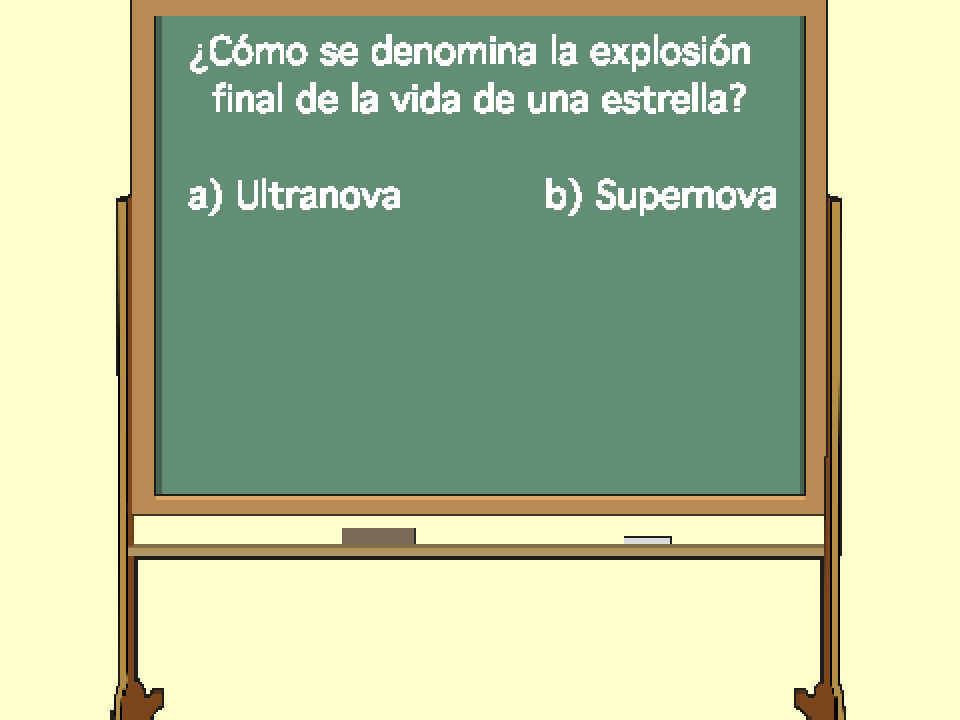 ¿Cómo se denomina la explosión
final de la vida de una estrella?
a) Ultranova b) Supernova